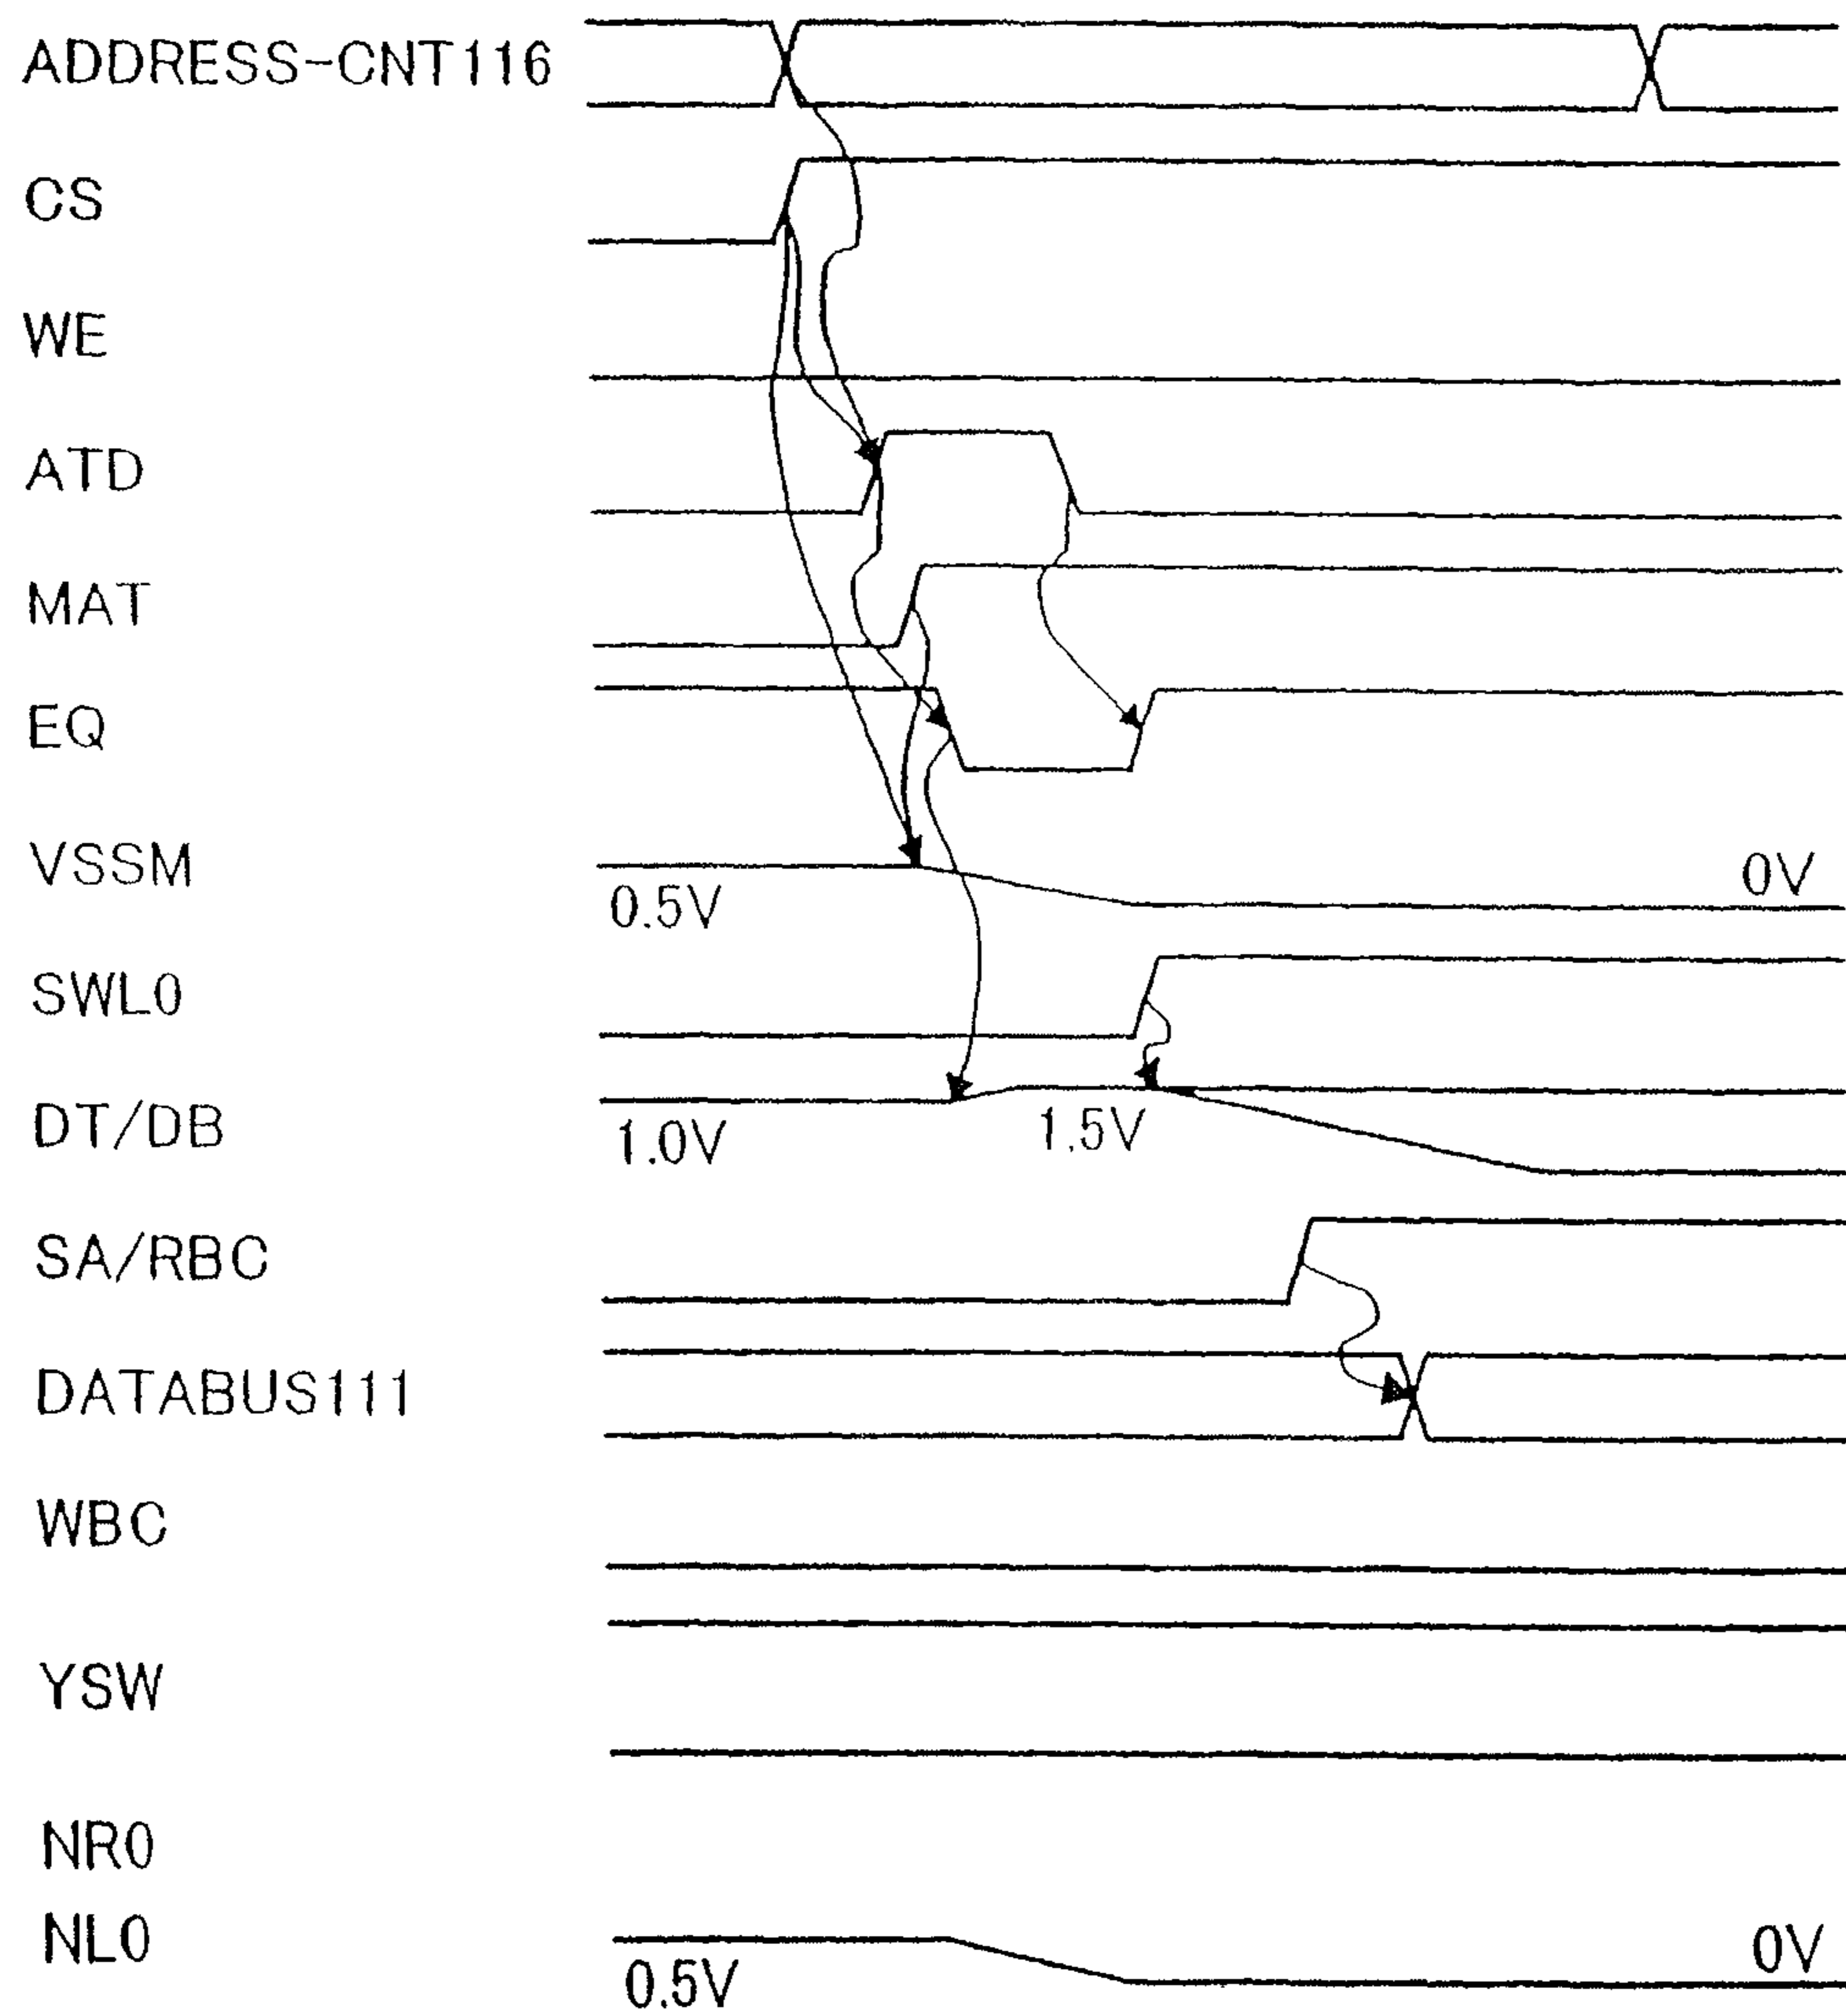 ADDRESS-CNT116
CS
WE
ATD
MAT
EQ
VSSM
0.5V
0V
SWL0
DT/DB
1.0V
1.5V
SA/RBC
DATABUS111
WBC
YSW
NR0
NL0
0.5V
0V